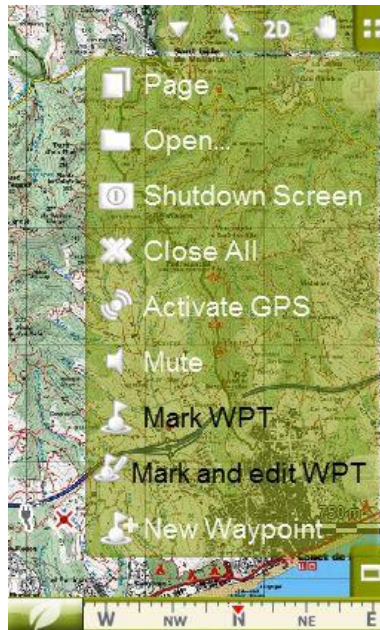 2D
Page
Open...
Shutdown Screen
Close All
Activate GPS
Mute
Mark WPT
Mark and edit WPT
750 m
New Waypoint
W NW N NE E